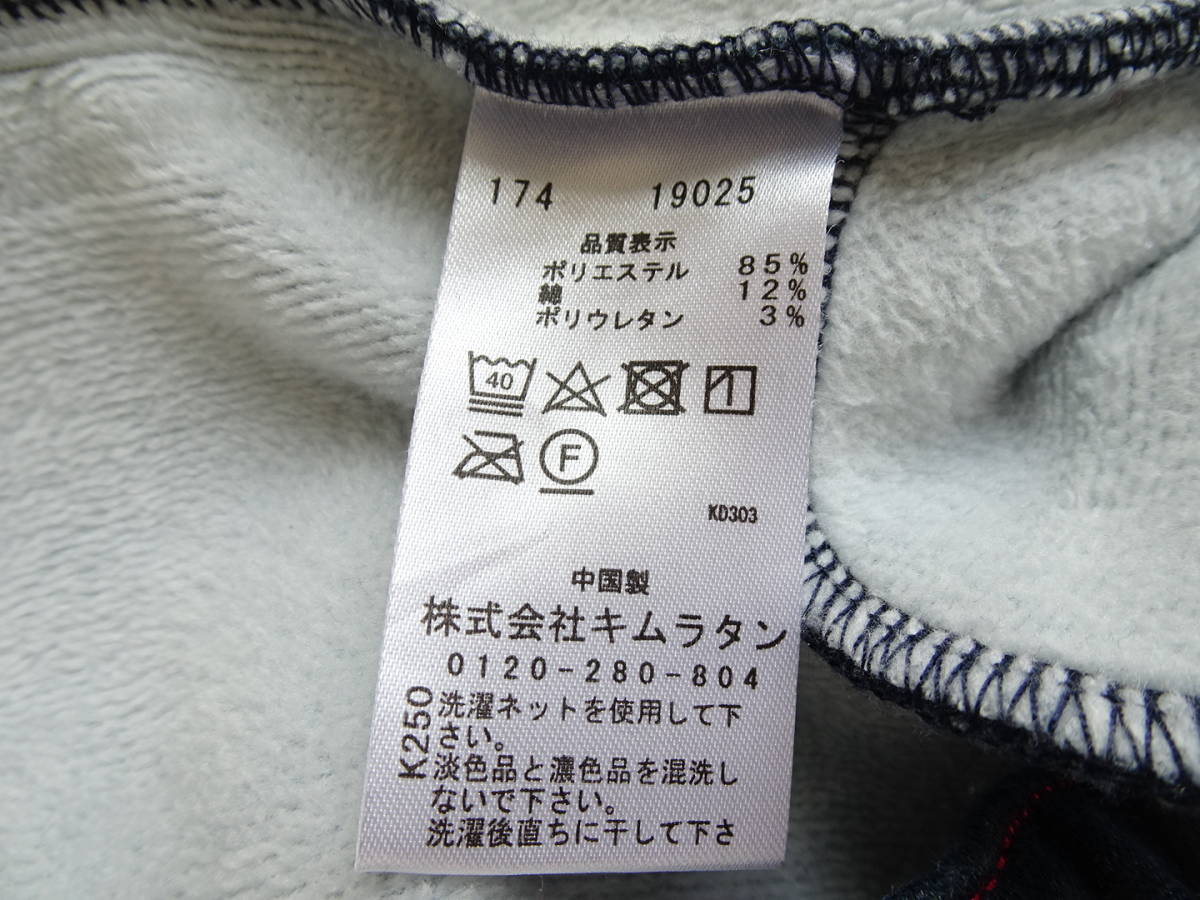 174 19025
品質表示
ポリエステル 85%
綿 12%
ポリウレタン 3%
40
F
KD303
中国製
株式会社キムラタン
0120-280-804
K250
洗濯ネットを使用して下
さい。
淡色品と濃色品を混洗し
ないで下さい。
洗濯後直ちに干して下さ